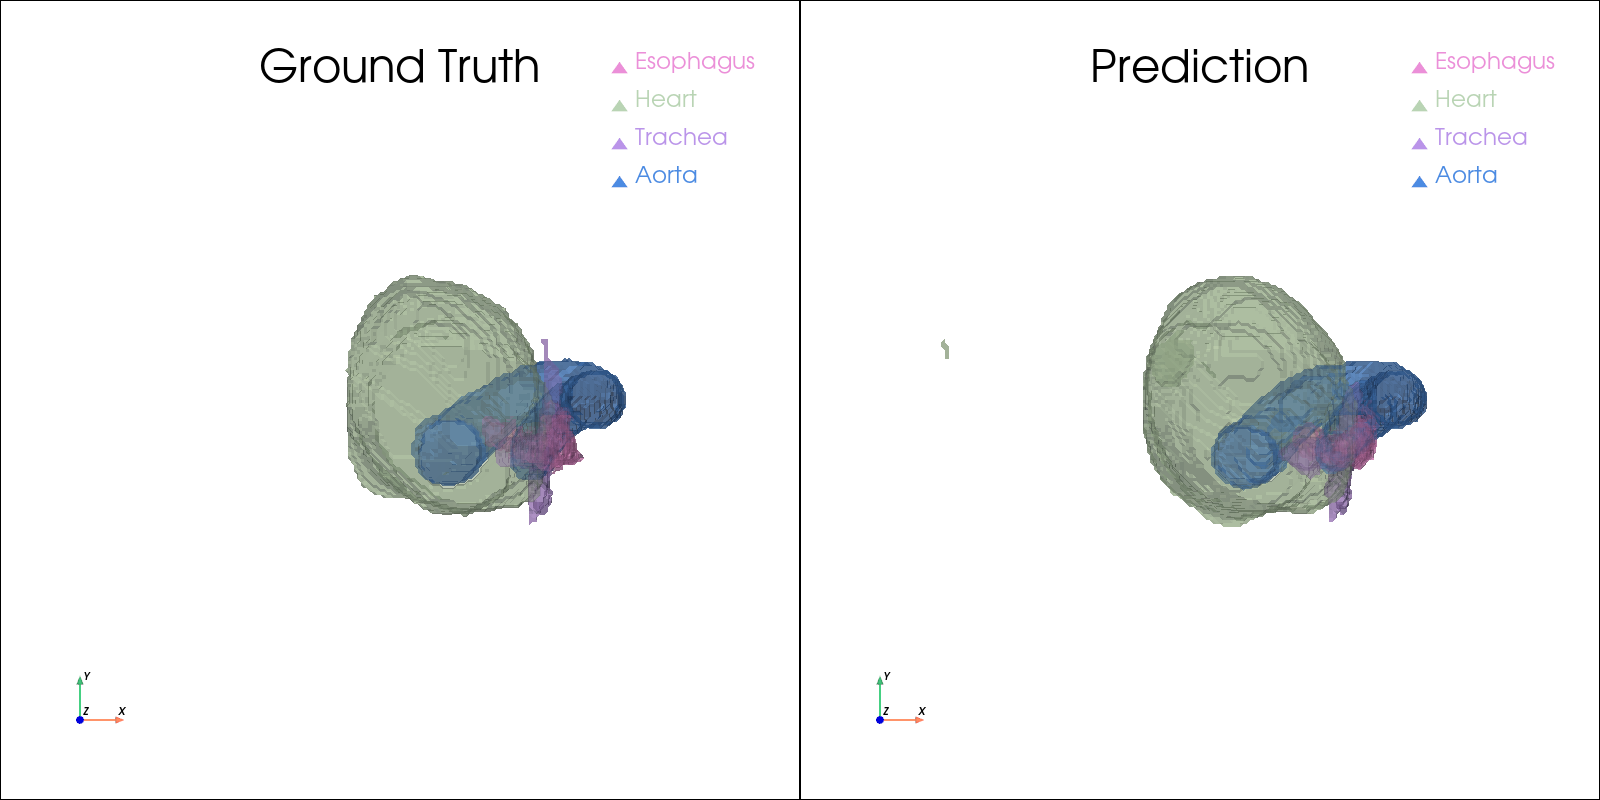 Ground Truth
Esophagus
Heart
Trachea
Aorta
Y
Z
X
Prediction
Esophagus
Heart
Trachea
Aorta
Y
Z
X